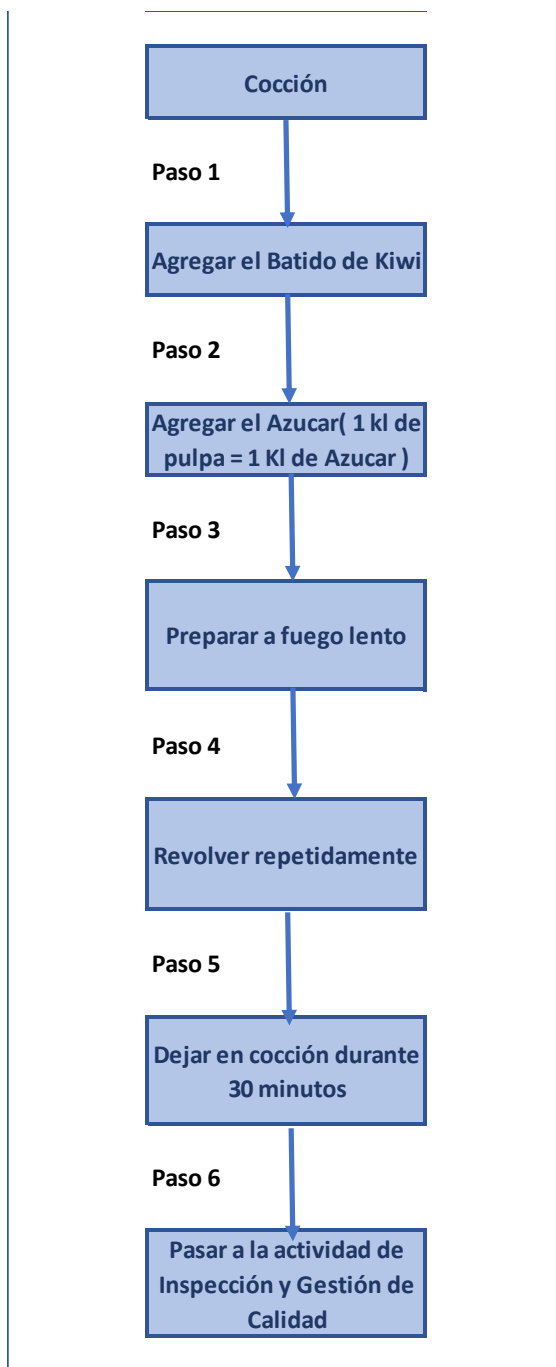 Cocción
Paso 1
Agregar el Batido de Kiwi
Paso 2
Agregar el Azucar( 1 kl de
pulpa = 1 Kl de Azucar )
Paso 3
Preparar a fuego lento
Paso 4
Revolver repetidamente
Paso 5
Dejar en cocción durante
30 minutos
Paso 6
Pasar a la actividad de
Inspección y Gestión de
Calidad